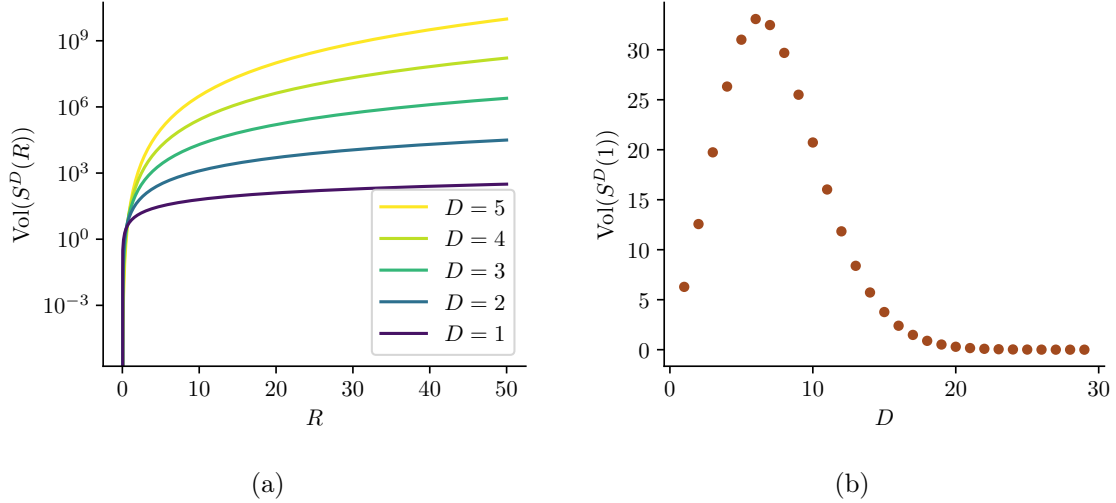 Vol(S^D(R))
10^9
10^6
10^3
10^0
10^{-3}
D = 5
D = 4
D = 3
D = 2
D = 1
0 10 20 30 40 50
R
(a)
Vol(S^D(1))
30
25
20
15
10
5
0
0 10 20 30
D
(b)